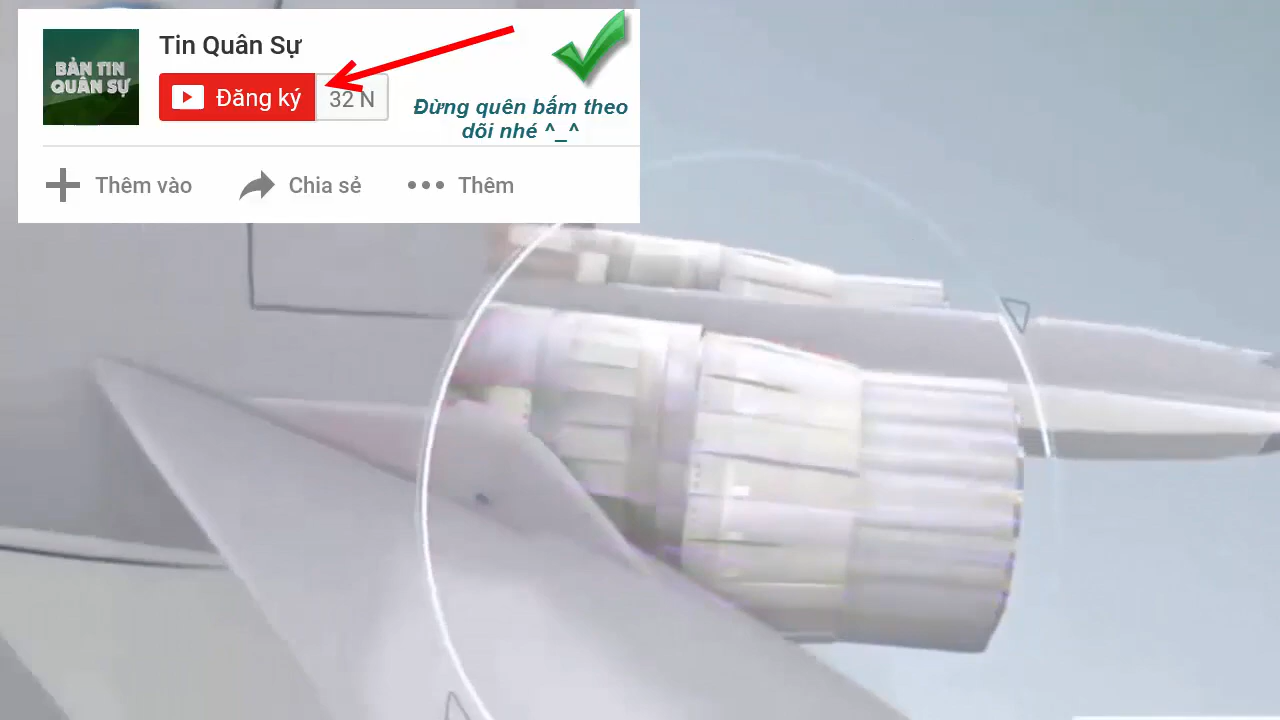 Tin Quân Sự
BẢN TIN
QUÂN SỰ
Đăng ký
32 N
Đừng quên bấm theo
dõi nhé ^_^
Thêm vào
Chia sẻ
Thêm